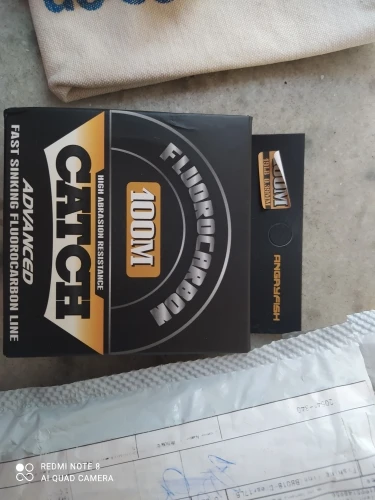 FLUOROCARBON
100M
HIGH ABRASION RESISTANCE
CATCH
ADVANCED
FAST SINKING FLUOROCARBON LINE
100M
ANGRYFISH
REDMI NOTE 8
AI QUAD CAMERA